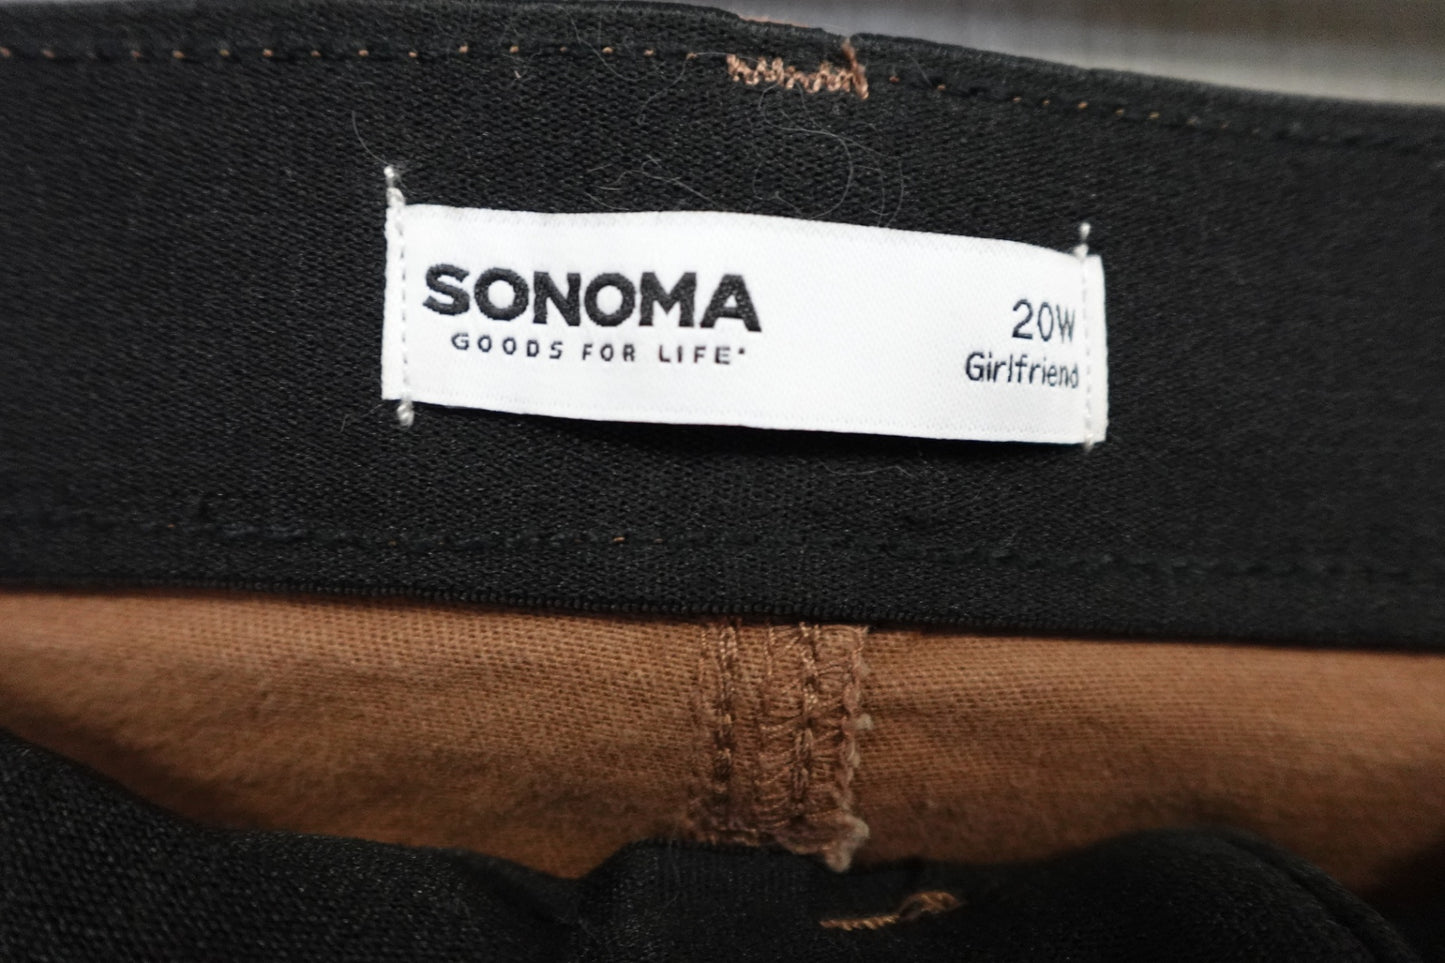 SONOMA
GOODS FOR LIFE
20W
Girlfriend